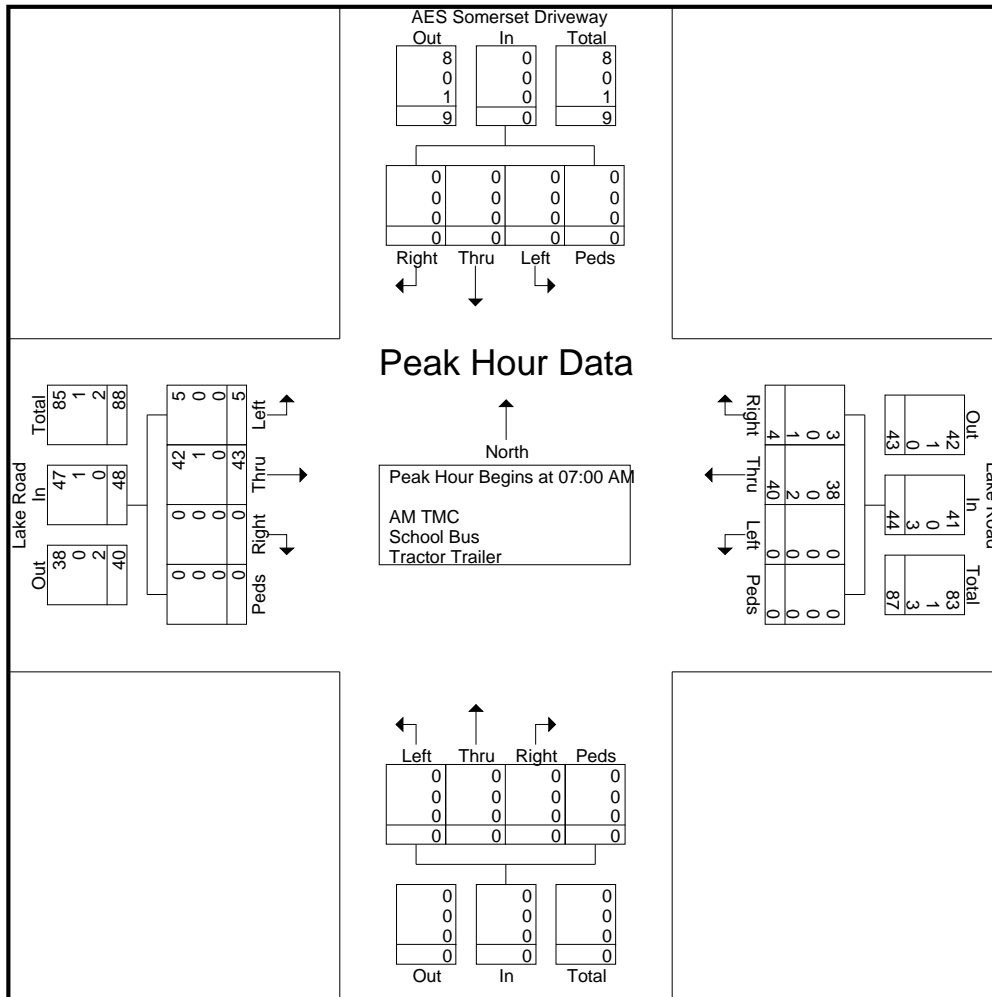 AES Somerset Driveway
Out In Total
8 0 8
0 0 0
1 0 1
9 0 9
0 0 0 0
0 0 0 0
0 0 0 0
0 0 0 0
Right Thru Left Peds
Peak Hour Data
Lake Road
Total 85 1 2 88
In 47 1 0 48
Out 38 0 2 40
5 0 0 5 Left
42 1 0 43 Thru
0 0 0 0 Right
0 0 0 0 Peds
North
Peak Hour Begins at 07:00 AM
AM TMC
School Bus
Tractor Trailer
Right 4 1 0 3
Thru 40 2 0 38
Left 0 0 0 0
Peds 0 0 0 0
43 0 1 42 Out
44 3 0 41 In
87 3 1 83 Total
Lake Road
Left Thru Right Peds
0 0 0 0
0 0 0 0
0 0 0 0
0 0 0 0
0 0 0
0 0 0
0 0 0
0 0 0
Out In Total